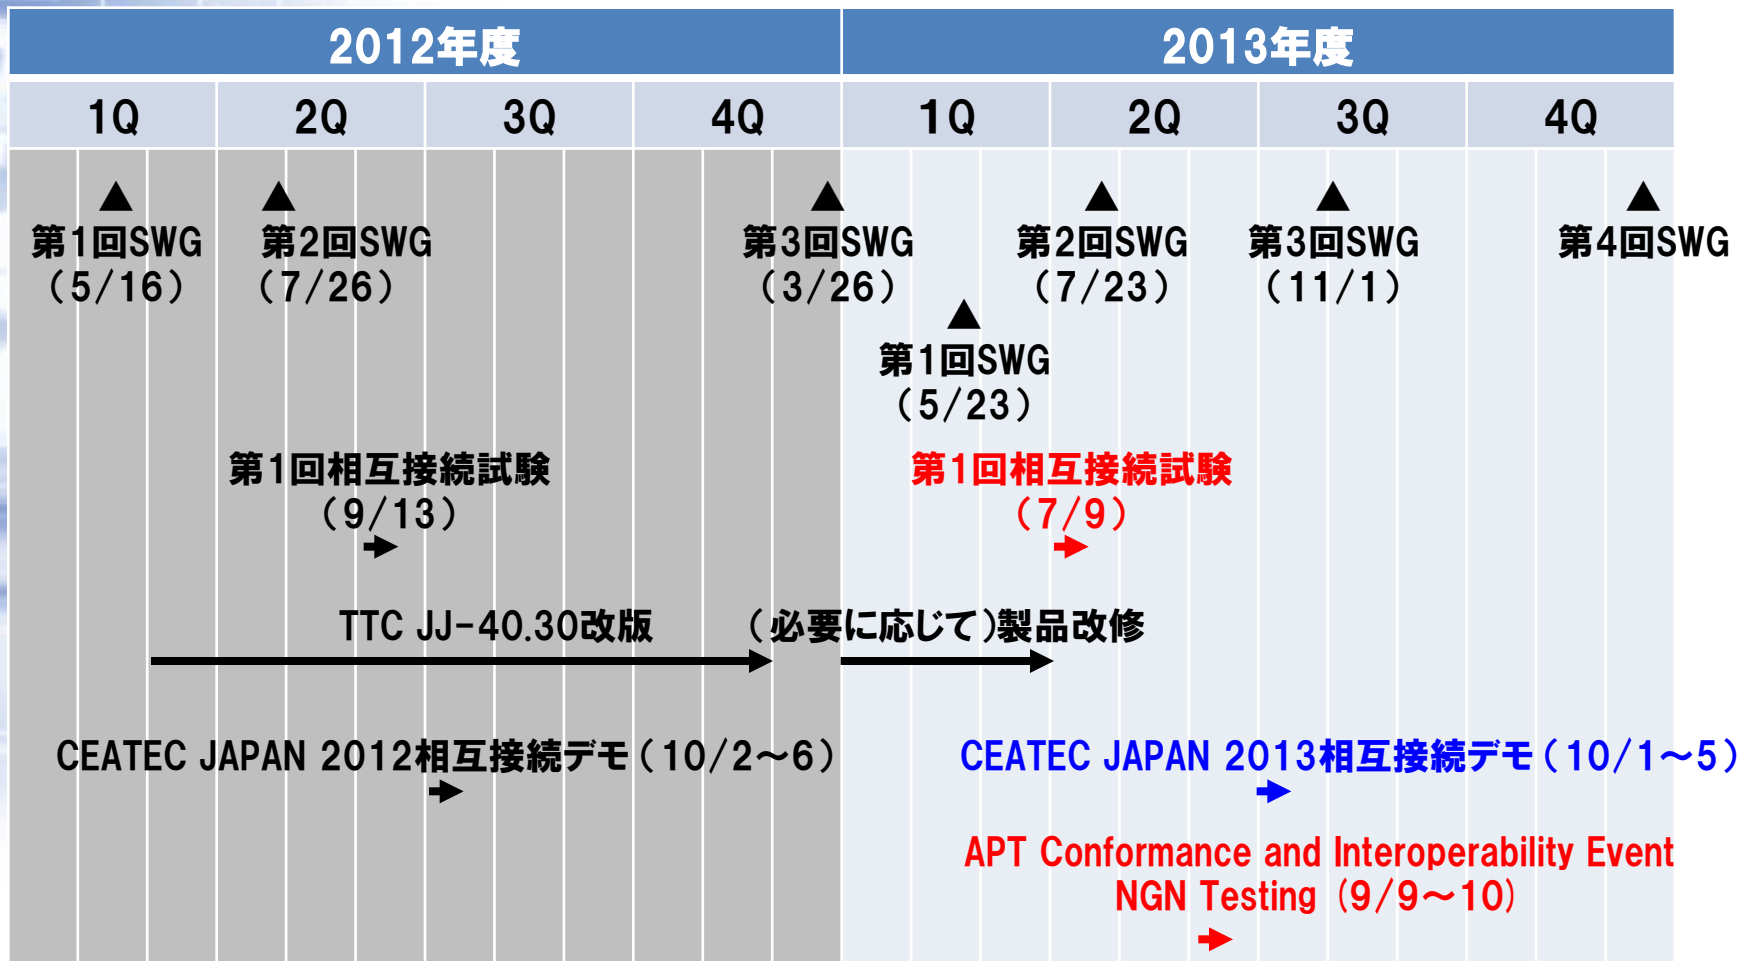 2012年度
2013年度
1Q
2Q
3Q
4Q
1Q
2Q
3Q
4Q
▲
▲
▲
▲
▲
▲
第1回SWG
(5/16)
第2回SWG
(7/26)
第3回SWG
(3/26)
第2回SWG
(7/23)
第3回SWG
(11/1)
第4回SWG
▲
第1回SWG
(5/23)
第1回相互接続試験
(9/13)
第1回相互接続試験
(7/9)
TTC JJ-40.30改版
(必要に応じて)製品改修
CEATEC JAPAN 2012相互接続デモ(10/2~6)
CEATEC JAPAN 2013相互接続デモ(10/1~5)
APT Conformance and Interoperability Event
NGN Testing (9/9~10)